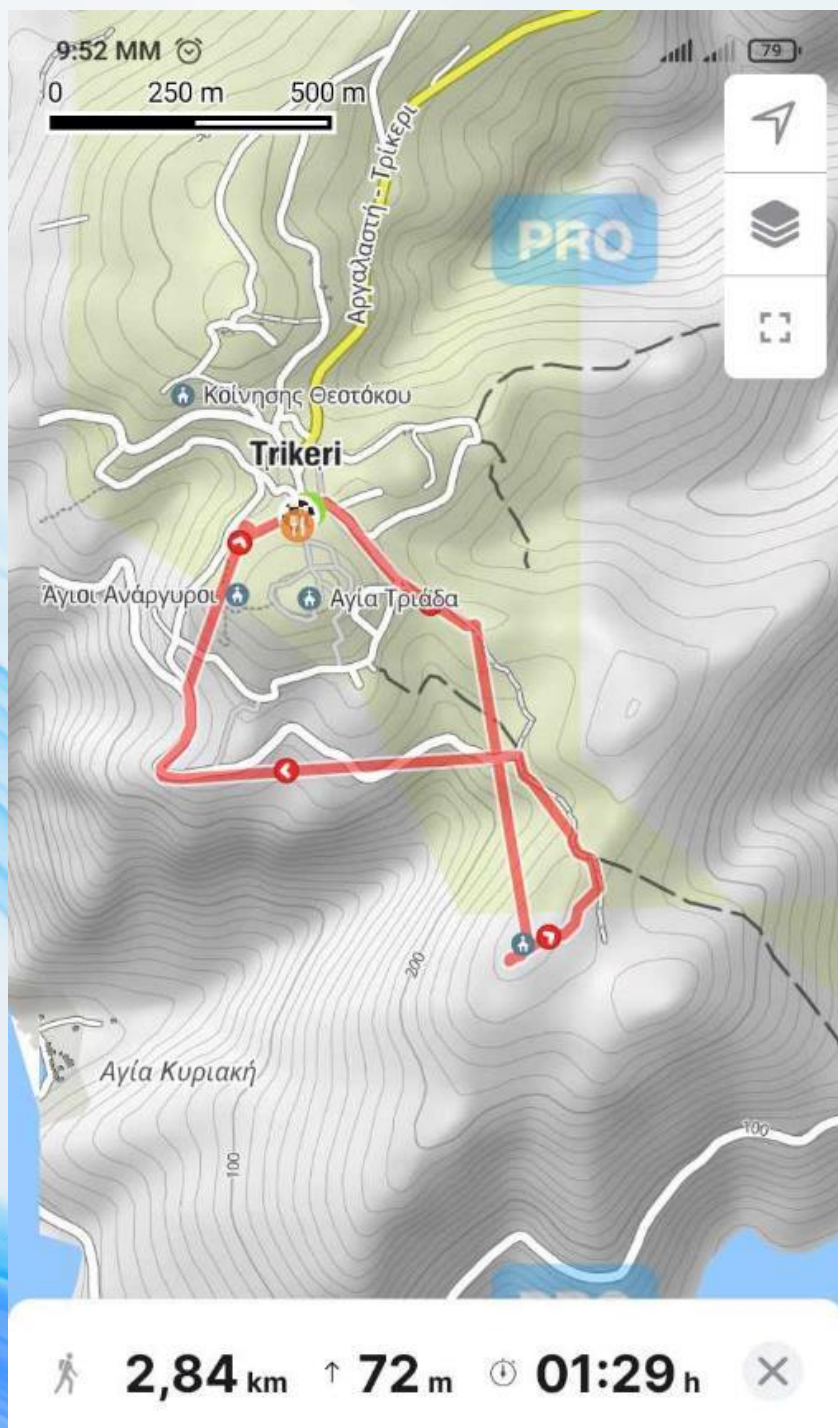 9:52 MM
79
0 250 m 500 m
Αργαλαστή - Τρίκερι
PRO
Κοίνησης Θεοτόκου
Trikeri
Άγιοι Ανάργυροι
Αγία Τριάδα
200
Αγία Κυριακή
100
100
PRO
2,84 km ↑ 72 m 01:29 h